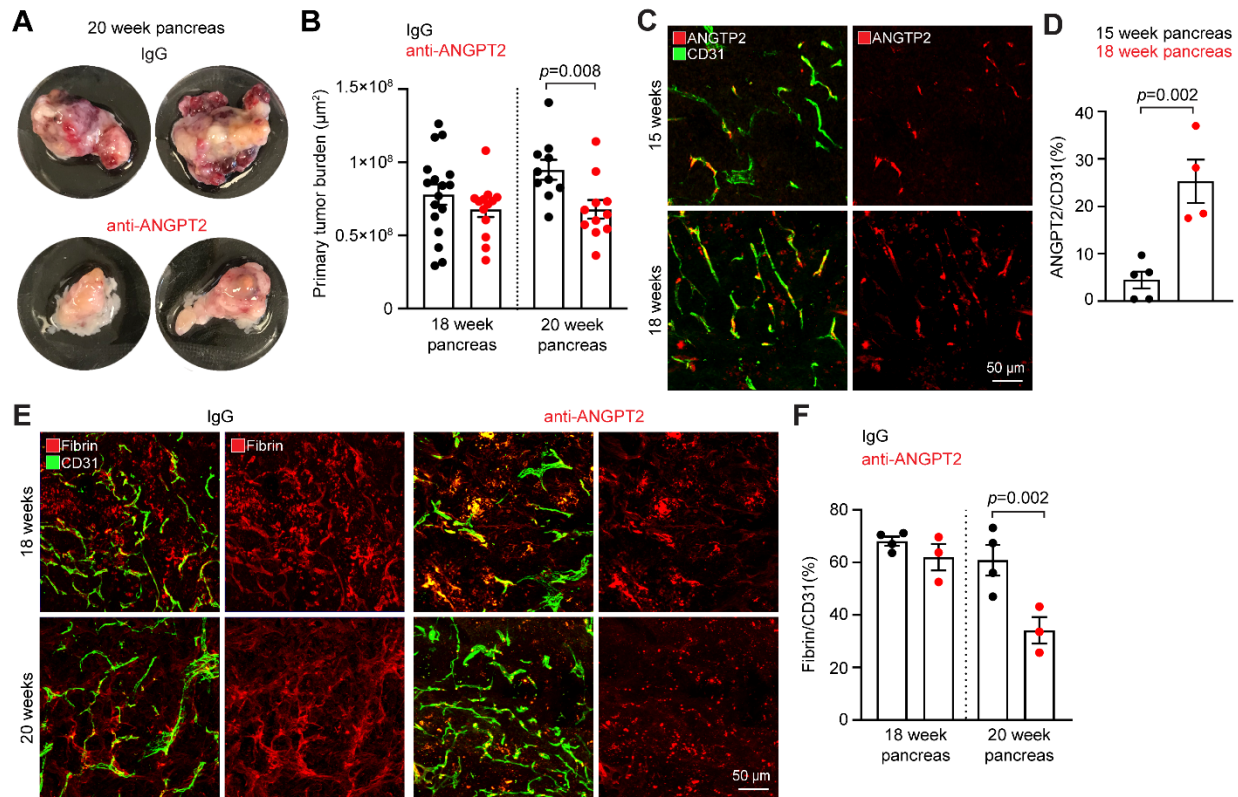 A
20 week pancreas
IgG
anti-ANGPT2
B
IgG
anti-ANGPT2
p=0.008
Primary tumor burden (µm²)
1.5×10⁸
1×10⁸
0.5×10⁸
0
18 week pancreas
20 week pancreas
C
ANGTP2
CD31
ANGTP2
15 weeks
18 weeks
50 µm
D
15 week pancreas
18 week pancreas
p=0.002
ANGPT2/CD31(%)
40
30
20
10
0
E
IgG
anti-ANGPT2
Fibrin
CD31
Fibrin
18 weeks
20 weeks
50 µm
F
IgG
anti-ANGPT2
p=0.002
Fibrin/CD31(%)
80
60
40
20
0
18 week pancreas
20 week pancreas